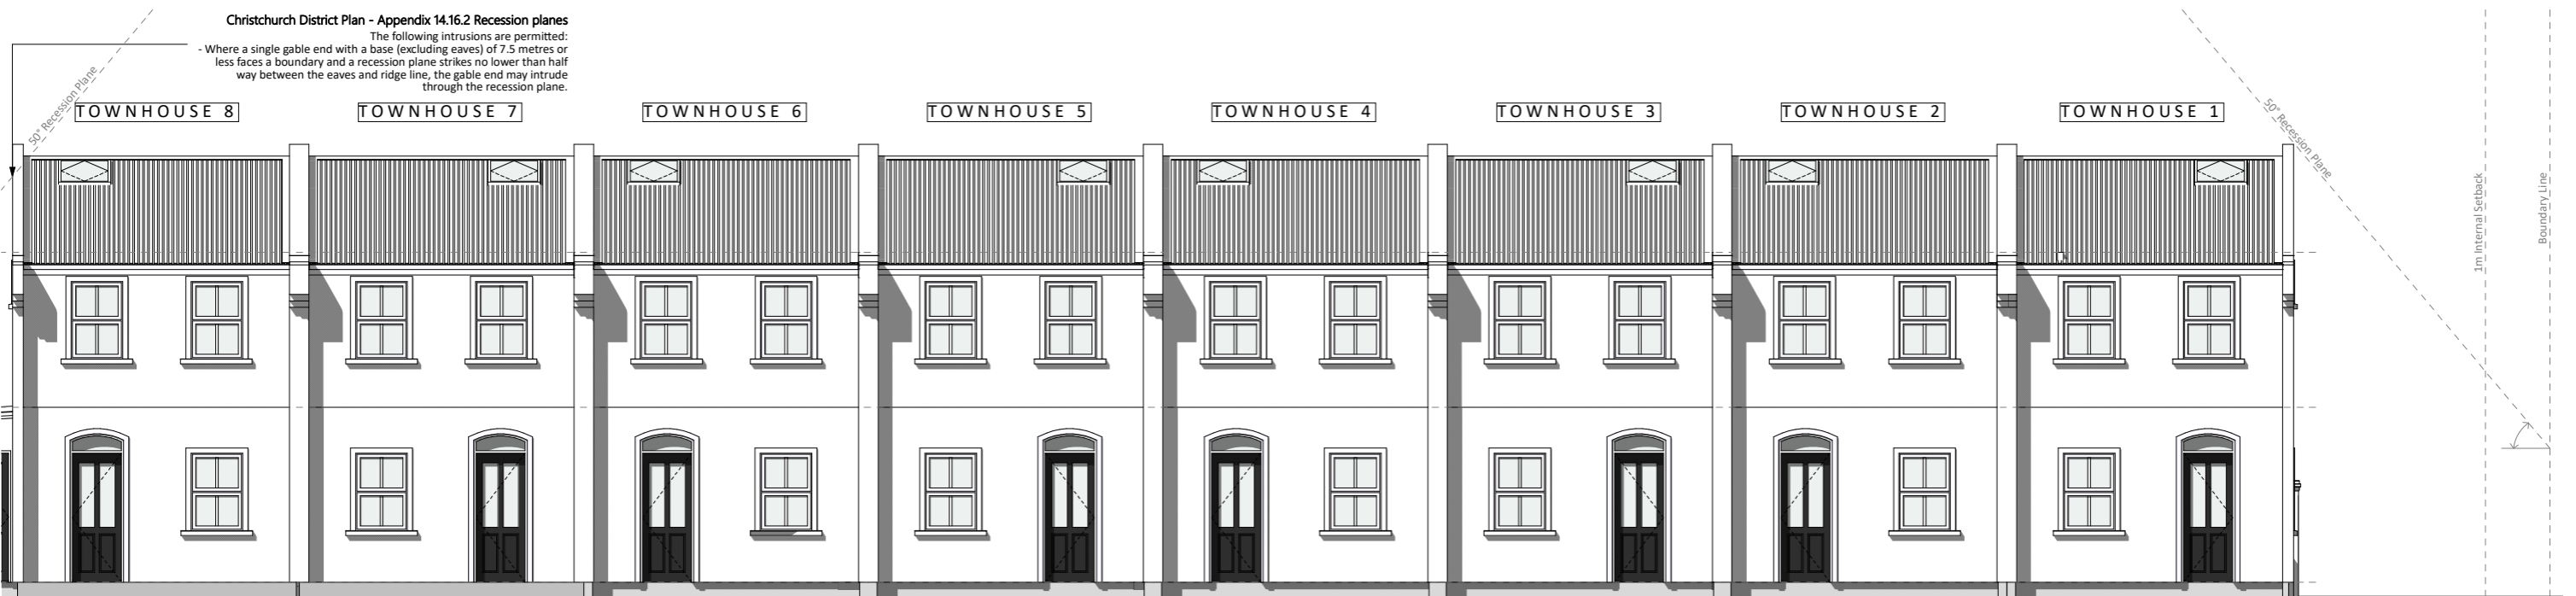 Christchurch District Plan - Appendix 14.16.2 Recession planes
The following intrusions are permitted:
- Where a single gable end with a base (excluding eaves) of 7.5 metres or
less faces a boundary and a recession plane strikes no lower than half
way between the eaves and ridge line, the gable end may intrude
through the recession plane.
50° Recession Plane
TOWNHOUSE 8
TOWNHOUSE 7
TOWNHOUSE 6
TOWNHOUSE 5
TOWNHOUSE 4
TOWNHOUSE 3
TOWNHOUSE 2
TOWNHOUSE 1
50° Recession Plane
1m Internal Setback
Boundary Line